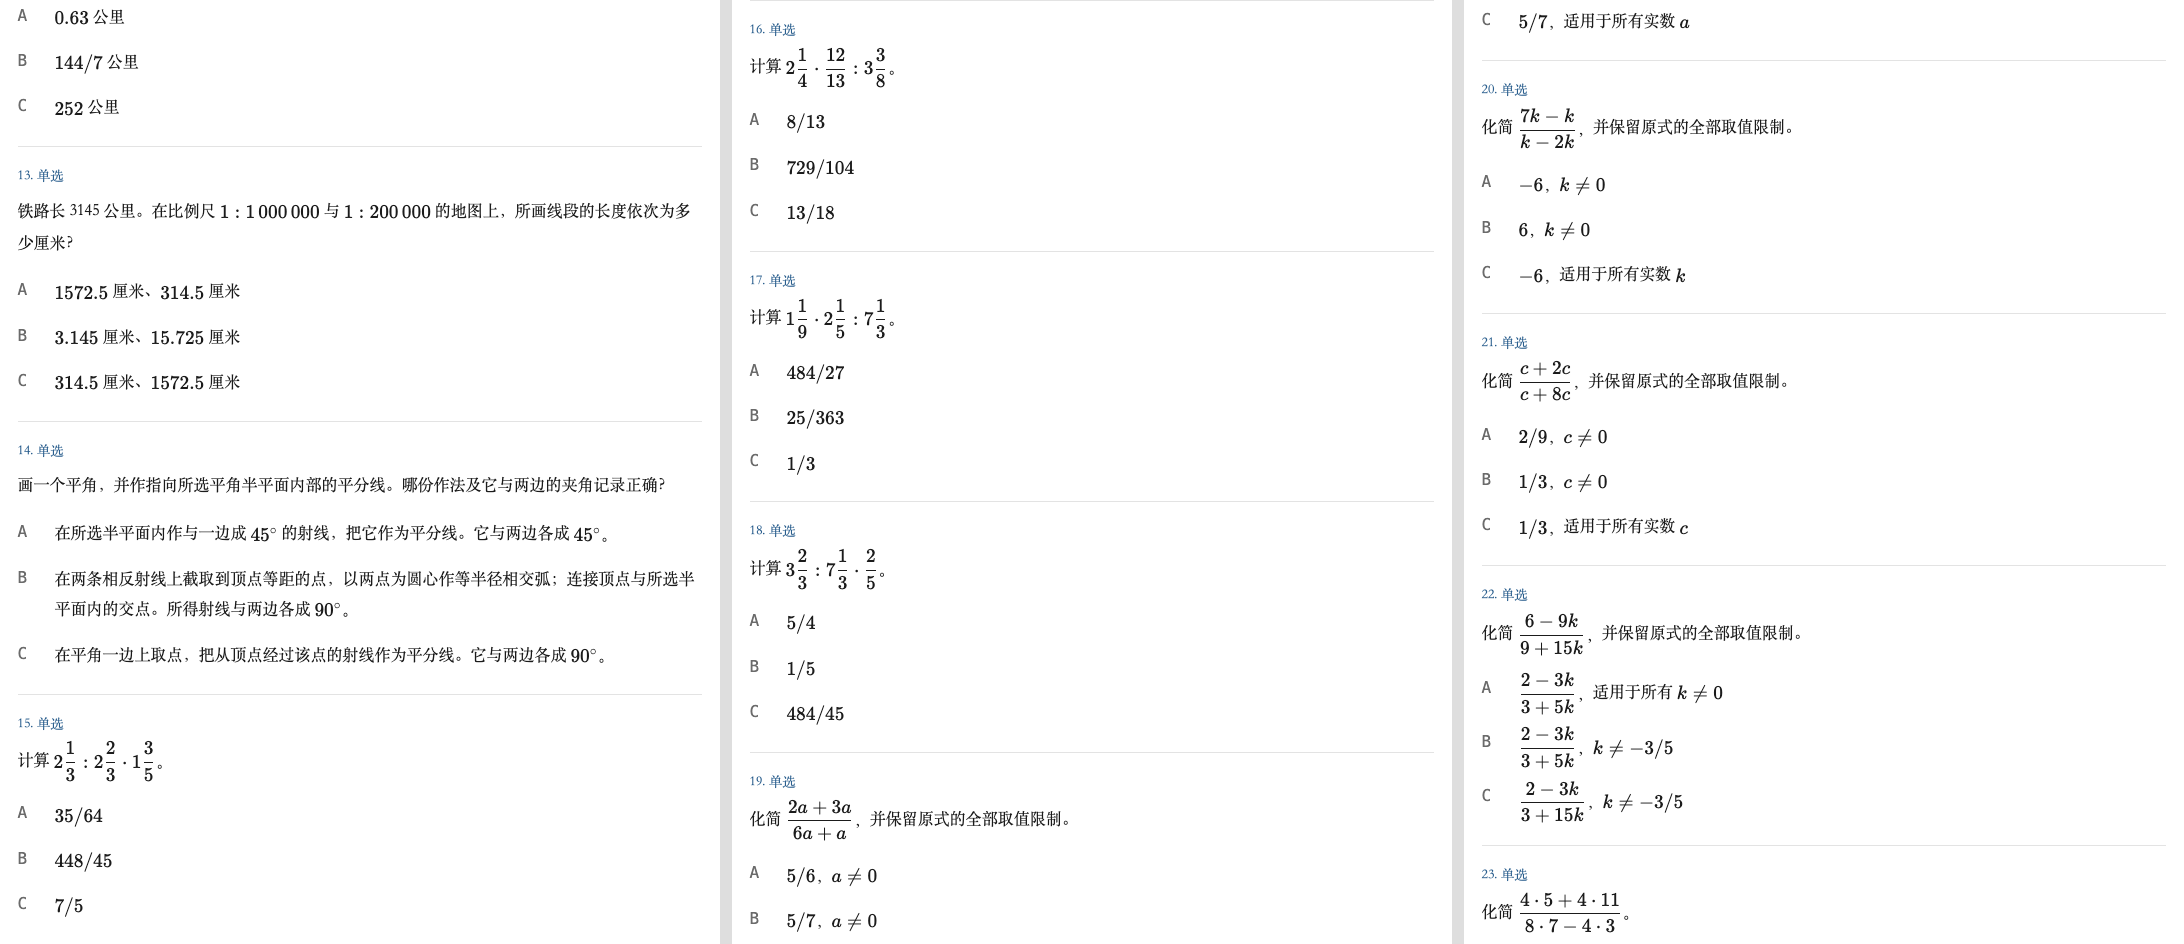 A 0.63 公里
B 144/7 公里
C 252 公里
13. 单选
铁路长 3145 公里。在比例尺 1 : 1 000 000 与 1 : 200 000 的地图上，所画线段的长度依次为多
少厘米?
A 1572.5 厘米、314.5 厘米
B 3.145 厘米、15.725 厘米
C 314.5 厘米、1572.5 厘米
14. 单选
画一个平角，并作指向所选平角半平面内部的平分线。哪份作法及它与两边的夹角记录正确?
A 在所选半平面内作与一边成 45° 的射线，把它作为平分线。它与两边各成 45°。
B 在两条相反射线上截取到顶点等距的点，以两点为圆心作等半径相交弧；连接顶点与所选半
平面内的交点。所得射线与两边各成 90°。
C 在平角一边上取点，把从顶点经过该点的射线作为平分线。它与两边各成 90°。
15. 单选
计算 2 1/3 : 2 2/3 · 1 3/5。
A 35/64
B 448/45
C 7/5
16. 单选
计算 2 1/4 · 12/13 : 3 3/8。
A 8/13
B 729/104
C 13/18
17. 单选
计算 1 1/9 · 2 1/5 : 7 1/3。
A 484/27
B 25/363
C 1/3
18. 单选
计算 3 2/3 : 7 1/3 · 2/5。
A 5/4
B 1/5
C 484/45
19. 单选
化简 (2a + 3a)/(6a + a)，并保留原式的全部取值限制。
A 5/6，a ≠ 0
B 5/7，a ≠ 0
C 5/7，适用于所有实数 a
20. 单选
化简 (7k − k)/(k − 2k)，并保留原式的全部取值限制。
A −6，k ≠ 0
B 6，k ≠ 0
C −6，适用于所有实数 k
21. 单选
化简 (c + 2c)/(c + 8c)，并保留原式的全部取值限制。
A 2/9，c ≠ 0
B 1/3，c ≠ 0
C 1/3，适用于所有实数 c
22. 单选
化简 (6 − 9k)/(9 + 15k)，并保留原式的全部取值限制。
A (2 − 3k)/(3 + 5k)，适用于所有 k ≠ 0
B (2 − 3k)/(3 + 5k)，k ≠ −3/5
C (2 − 3k)/(3 + 15k)，k ≠ −3/5
23. 单选
化简 (4 · 5 + 4 · 11)/(8 · 7 − 4 · 3)。